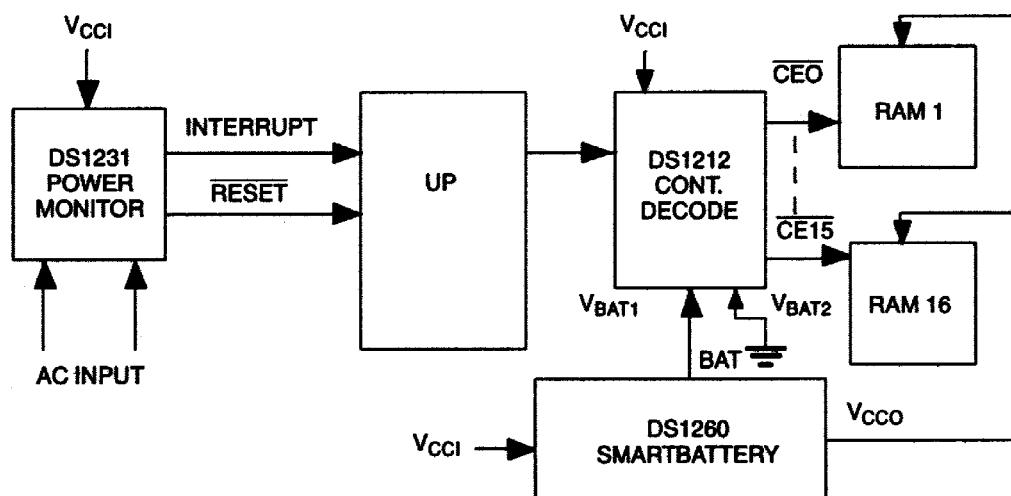 VCCI
VCCI
CEO
RAM 1
INTERRUPT
DS1231
POWER
MONITOR
RESET
UP
DS1212
CONT.
DECODE
CE15
RAM 16
VBAT1
VBAT2
AC INPUT
BAT
VCCO
VCCI
DS1260
SMARTBATTERY